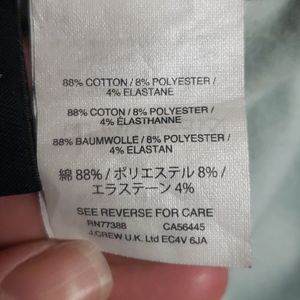 88% COTTON / 8% POLYESTER /
4% ELASTANE
88% COTON / 8% POLYESTER /
4% ÉLASTHANNE
88% BAUMWOLLE / 8% POLYESTER /
4% ELASTAN
綿 88% / ポリエステル 8% /
エラステーン 4%
SEE REVERSE FOR CARE
RN77388 CA56445
J.CREW U.K. Ltd EC4V 6JA